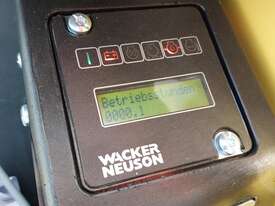 Betriebsstunden
0000.1
WACKER
NEUSON